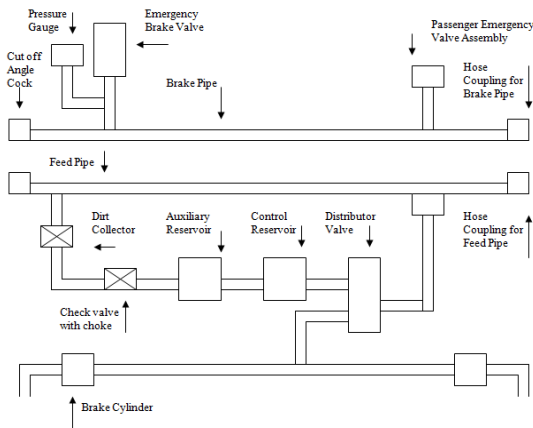 Pressure
Gauge
Emergency
Brake Valve
Passenger Emergency
Valve Assembly
Cut off
Angle
Cock
Brake Pipe
Hose
Coupling for
Brake Pipe
Feed Pipe
Dirt
Collector
Auxiliary
Reservoir
Control
Reservoir
Distributor
Valve
Hose
Coupling for
Feed Pipe
Check valve
with choke
Brake Cylinder